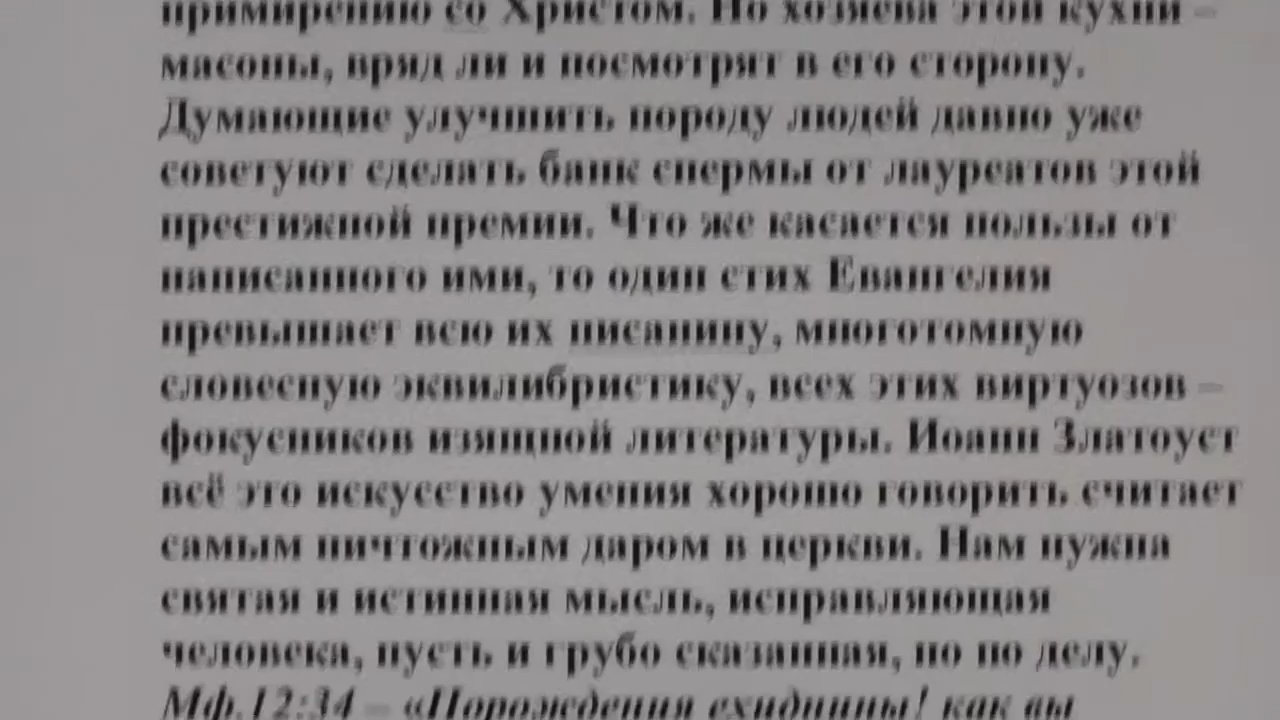 примирению со Христом. Но хозяева этой кухни –
масоны, вряд ли и посмотрят в его сторону.
Думающие улучшить породу людей давно уже
советуют сделать банк спермы от лауреатов этой
престижной премии. Что же касается пользы от
написанного ими, то один стих Евангелия
превышает всю их писанину, многотомную
словесную эквилибристику, всех этих виртуозов –
фокусников изящной литературы. Иоанн Златоуст
всё это искусство умения хорошо говорить считает
самым ничтожным даром в церкви. Нам нужна
святая и истинная мысль, исправляющая
человека, пусть и грубо сказанная, но по делу.
Мф.12:34 – «Порождения ехиднины! как вы